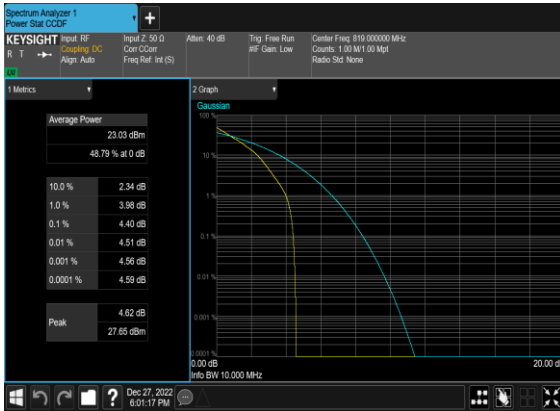 Spectrum Analyzer 1
Power Stat CCDF
KEYSIGHT
R T
LXI
Input: RF
Coupling: DC
Align: Auto
Input Z: 50 Ω
Corr CCorr
Freq Ref: Int (S)
Atten: 40 dB
Trig: Free Run
#IF Gain: Low
Center Freq: 819.000000 MHz
Counts: 1.00 M/1.00 Mpt
Radio Std: None
1 Metrics
Average Power
23.03 dBm
48.79 % at 0 dB
10.0 % 2.34 dB
1.0 % 3.98 dB
0.1 % 4.40 dB
0.01 % 4.51 dB
0.001 % 4.56 dB
0.0001 % 4.59 dB
Peak
4.62 dB
27.65 dBm
2 Graph
Gaussian
100 %
10 %
1 %
0.1 %
0.01 %
0.001 %
0.0001 %
0.00 dB
20.00 d
Info BW 10.000 MHz
?
Dec 27, 2022
6:01:17 PM